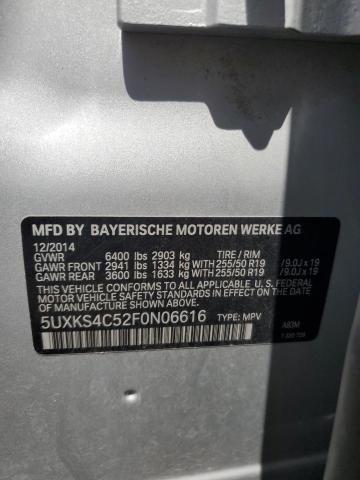 MFD BY BAYERISCHE MOTOREN WERKE AG
12/2014
GVWR 6400 lbs 2903 kg TIRE / RIM
GAWR FRONT 2941 lbs 1334 kg WITH 255/50 R19 /9.0J x 19
GAWR REAR 3600 lbs 1633 kg WITH 255/50 R19 /9.0J x 19
THIS VEHICLE CONFORMS TO ALL APPLICABLE U.S. FEDERAL
MOTOR VEHICLE SAFETY STANDARDS IN EFFECT ON THE
DATE OF MANUFACTURE SHOWN ABOVE.
5UXKS4C52F0N06616 TYPE: MPV A83M